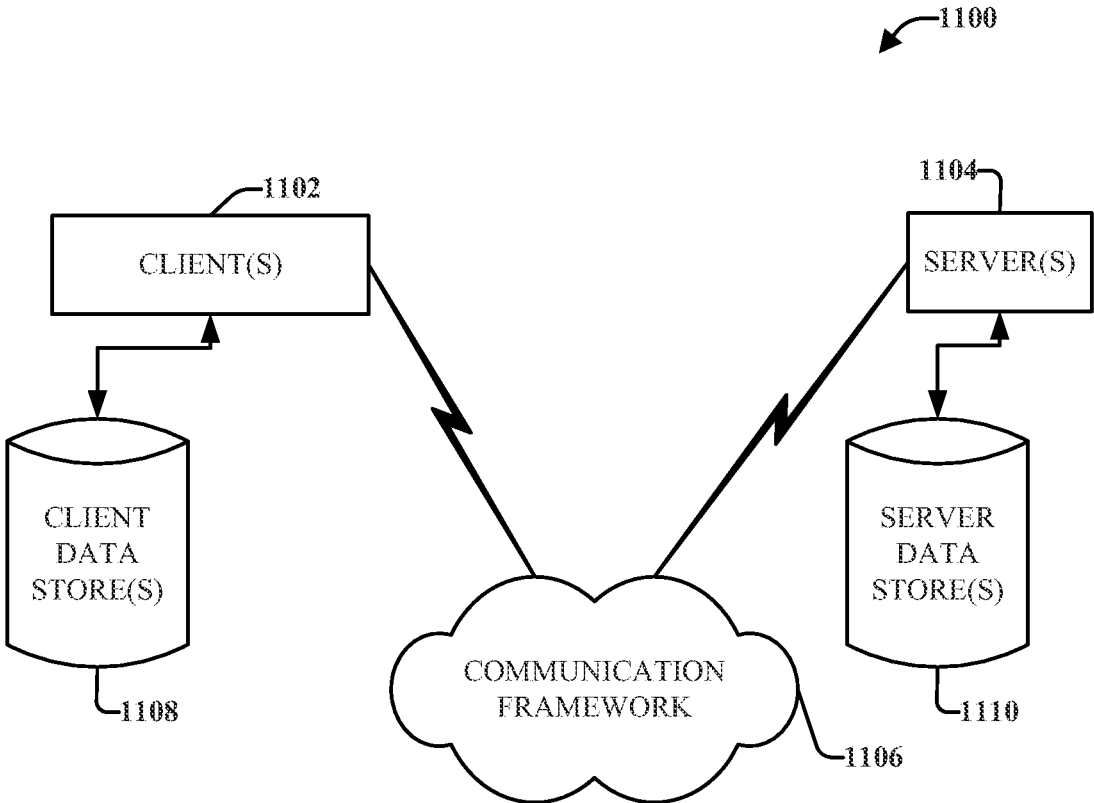 1100
1102
1104
CLIENT(S)
SERVER(S)
CLIENT
DATA
STORE(S)
SERVER
DATA
STORE(S)
COMMUNICATION
FRAMEWORK
1108
1110
1106